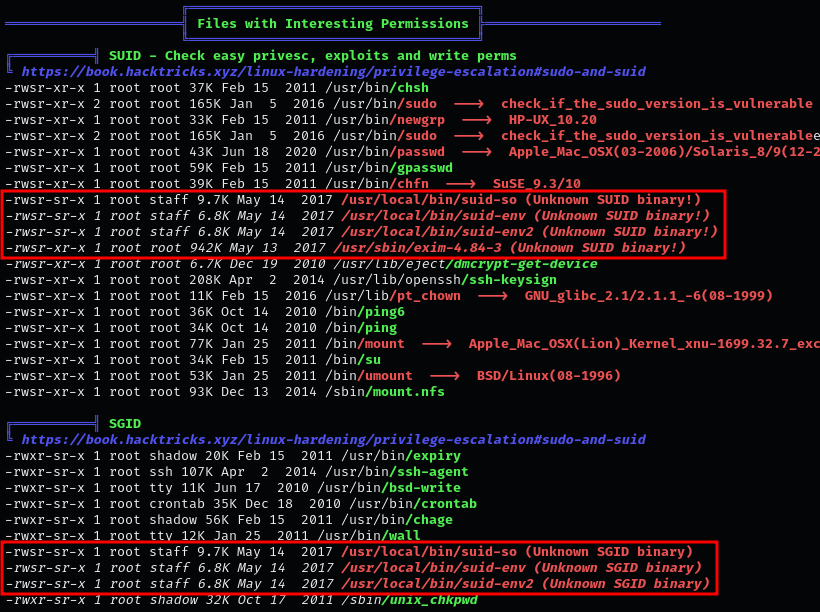 Files with Interesting Permissions
SUID - Check easy privesc, exploits and write perms
https://book.hacktricks.xyz/linux-hardening/privilege-escalation#sudo-and-suid
-rwsr-xr-x 1 root root 37K Feb 15  2011 /usr/bin/chsh
-rwsr-xr-x 2 root root 165K Jan  5  2016 /usr/bin/sudo  --->  check_if_the_sudo_version_is_vulnerable
-rwsr-xr-x 1 root root 33K Feb 15  2011 /usr/bin/newgrp  --->  HP-UX_10.20
-rwsr-xr-x 2 root root 165K Jan  5  2016 /usr/bin/sudo  --->  check_if_the_sudo_version_is_vulnerablee
-rwsr-xr-x 1 root root 43K Jun 18  2020 /usr/bin/passwd  --->  Apple_Mac_OSX(03-2006)/Solaris_8/9(12-2
-rwsr-xr-x 1 root root 59K Feb 15  2011 /usr/bin/gpasswd
-rwsr-xr-x 1 root root 39K Feb 15  2011 /usr/bin/chfn  --->  SuSE_9.3/10
-rwsr-sr-x 1 root staff 9.7K May 14  2017 /usr/local/bin/suid-so (Unknown SUID binary!)
-rwsr-sr-x 1 root staff 6.8K May 14  2017 /usr/local/bin/suid-env (Unknown SUID binary!)
-rwsr-sr-x 1 root staff 6.8K May 14  2017 /usr/local/bin/suid-env2 (Unknown SUID binary!)
-rwsr-xr-x 1 root root 942K May 13  2017 /usr/sbin/exim-4.84-3 (Unknown SUID binary!)
-rwsr-xr-x 1 root root 6.7K Dec 19  2010 /usr/lib/eject/dmcrypt-get-device
-rwsr-xr-x 1 root root 208K Apr  2  2014 /usr/lib/openssh/ssh-keysign
-rwsr-xr-x 1 root root 11K Feb 15  2016 /usr/lib/pt_chown  --->  GNU_glibc_2.1/2.1.1_-6(08-1999)
-rwsr-xr-x 1 root root 36K Oct 14  2010 /bin/ping6
-rwsr-xr-x 1 root root 34K Oct 14  2010 /bin/ping
-rwsr-xr-x 1 root root 77K Jan 25  2011 /bin/mount  --->  Apple_Mac_OSX(Lion)_Kernel_xnu-1699.32.7_exc
-rwsr-xr-x 1 root root 34K Feb 15  2011 /bin/su
-rwsr-xr-x 1 root root 53K Jan 25  2011 /bin/umount  --->  BSD/Linux(08-1996)
-rwsr-xr-x 1 root root 93K Dec 13  2014 /sbin/mount.nfs
SGID
https://book.hacktricks.xyz/linux-hardening/privilege-escalation#sudo-and-suid
-rwxr-sr-x 1 root shadow 20K Feb 15  2011 /usr/bin/expiry
-rwxr-sr-x 1 root ssh 107K Apr  2  2014 /usr/bin/ssh-agent
-rwxr-sr-x 1 root tty 11K Jun 17  2010 /usr/bin/bsd-write
-rwxr-sr-x 1 root crontab 35K Dec 18  2010 /usr/bin/crontab
-rwxr-sr-x 1 root shadow 56K Feb 15  2011 /usr/bin/chage
-rwxr-sr-x 1 root tty 12K Jan 25  2011 /usr/bin/wall
-rwsr-sr-x 1 root staff 9.7K May 14  2017 /usr/local/bin/suid-so (Unknown SGID binary)
-rwsr-sr-x 1 root staff 6.8K May 14  2017 /usr/local/bin/suid-env (Unknown SGID binary)
-rwsr-sr-x 1 root staff 6.8K May 14  2017 /usr/local/bin/suid-env2 (Unknown SGID binary)
-rwxr-sr-x 1 root shadow 32K Oct 17  2011 /sbin/unix_chkpwd